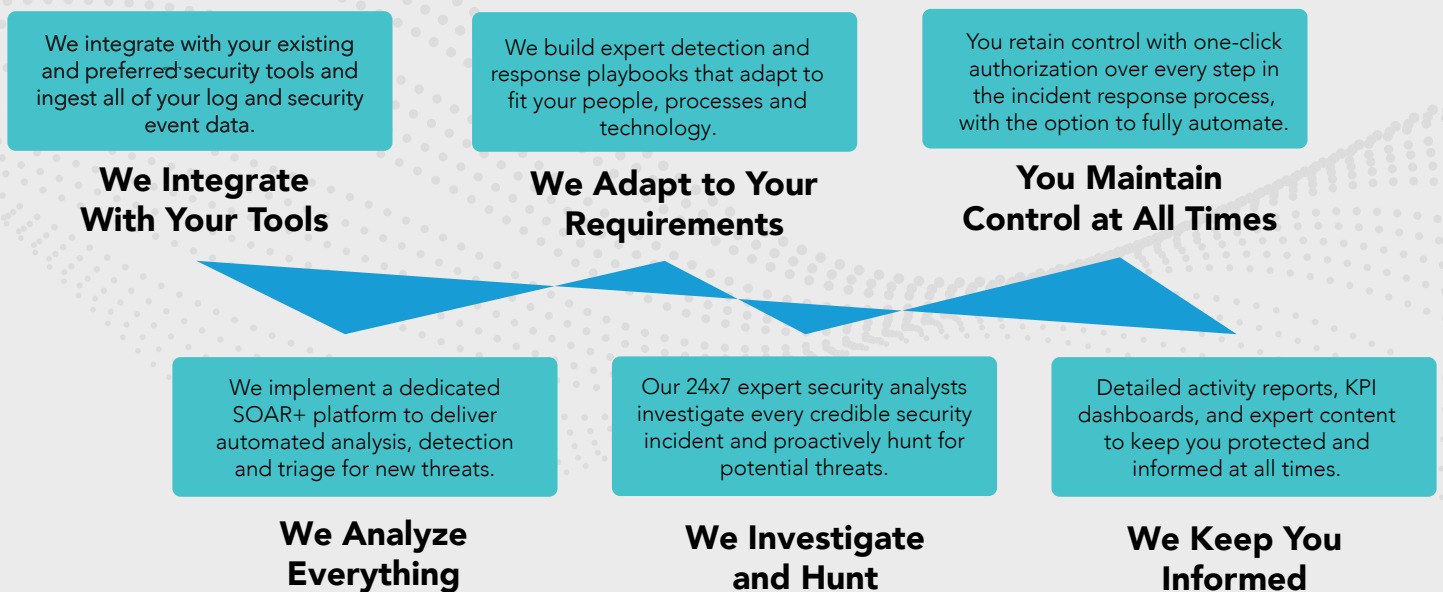 We integrate with your existing
and preferred security tools and
ingest all of your log and security
event data.
We Integrate
With Your Tools
We build expert detection and
response playbooks that adapt to
fit your people, processes and
technology.
We Adapt to Your
Requirements
You retain control with one-click
authorization over every step in
the incident response process,
with the option to fully automate.
You Maintain
Control at All Times
We implement a dedicated
SOAR+ platform to deliver
automated analysis, detection
and triage for new threats.
We Analyze
Everything
Our 24x7 expert security analysts
investigate every credible security
incident and proactively hunt for
potential threats.
We Investigate
and Hunt
Detailed activity reports, KPI
dashboards, and expert content
to keep you protected and
informed at all times.
We Keep You
Informed